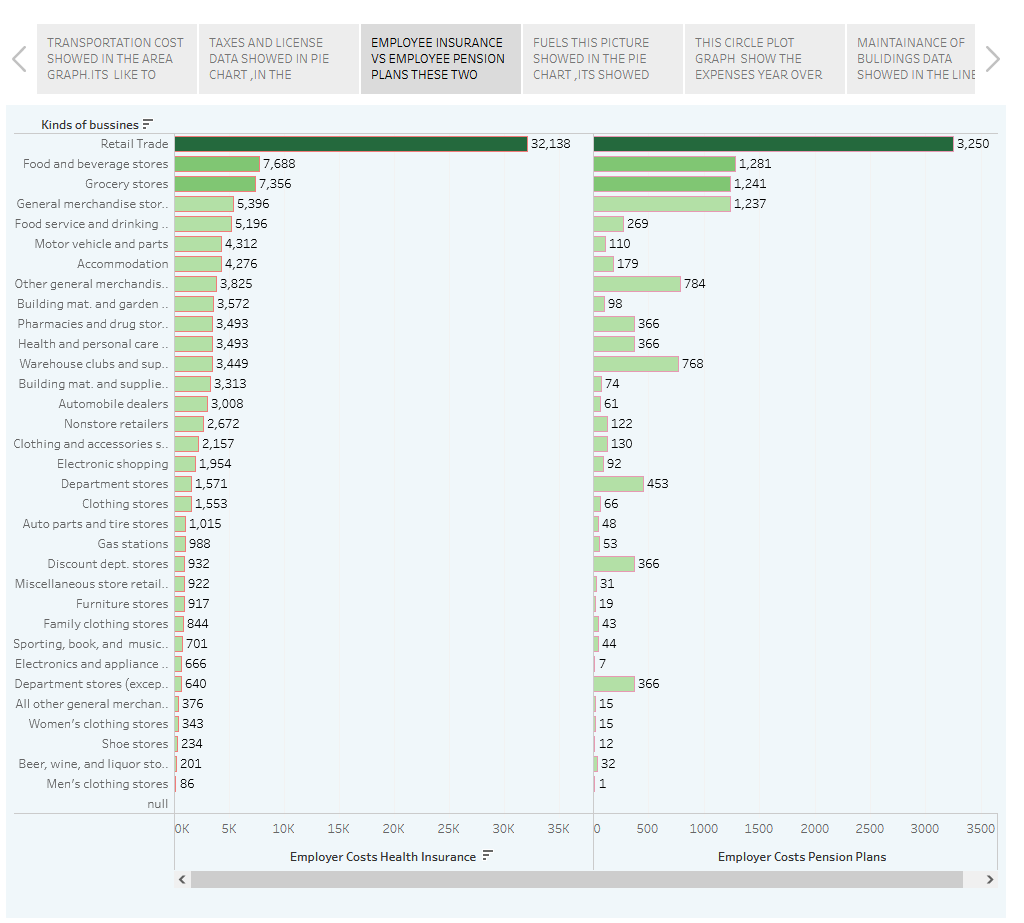 TRANSPORTATION COST
SHOWED IN THE AREA
GRAPH.ITS LIKE TO
TAXES AND LICENSE
DATA SHOWED IN PIE
CHART ,IN THE
EMPLOYEE INSURANCE
VS EMPLOYEE PENSION
PLANS THESE TWO
FUELS THIS PICTURE
SHOWED IN THE PIE
CHART ,ITS SHOWED
THIS CIRCLE PLOT
GRAPH SHOW THE
EXPENSES YEAR OVER
MAINTAINANCE OF
BULIDINGS DATA
SHOWED IN THE LINE
Kinds of bussines
Retail Trade 32,138 3,250
Food and beverage stores 7,688 1,281
Grocery stores 7,356 1,241
General merchandise stor.. 5,396 1,237
Food service and drinking .. 5,196 269
Motor vehicle and parts 4,312 110
Accommodation 4,276 179
Other general merchandis.. 3,825 784
Building mat. and garden .. 3,572 98
Pharmacies and drug stor.. 3,493 366
Health and personal care .. 3,493 366
Warehouse clubs and sup.. 3,449 768
Building mat. and supplie.. 3,313 74
Automobile dealers 3,008 61
Nonstore retailers 2,672 122
Clothing and accessories s.. 2,157 130
Electronic shopping 1,954 92
Department stores 1,571 453
Clothing stores 1,553 66
Auto parts and tire stores 1,015 48
Gas stations 988 53
Discount dept. stores 932 366
Miscellaneous store retail.. 922 31
Furniture stores 917 19
Family clothing stores 844 43
Sporting, book, and music.. 701 44
Electronics and appliance .. 666 7
Department stores (excep.. 640 366
All other general merchan.. 376 15
Women's clothing stores 343 15
Shoe stores 234 12
Beer, wine, and liquor sto.. 201 32
Men's clothing stores 86 1
null
0K 5K 10K 15K 20K 25K 30K 35K 0 500 1000 1500 2000 2500 3000 3500
Employer Costs Health Insurance Employer Costs Pension Plans